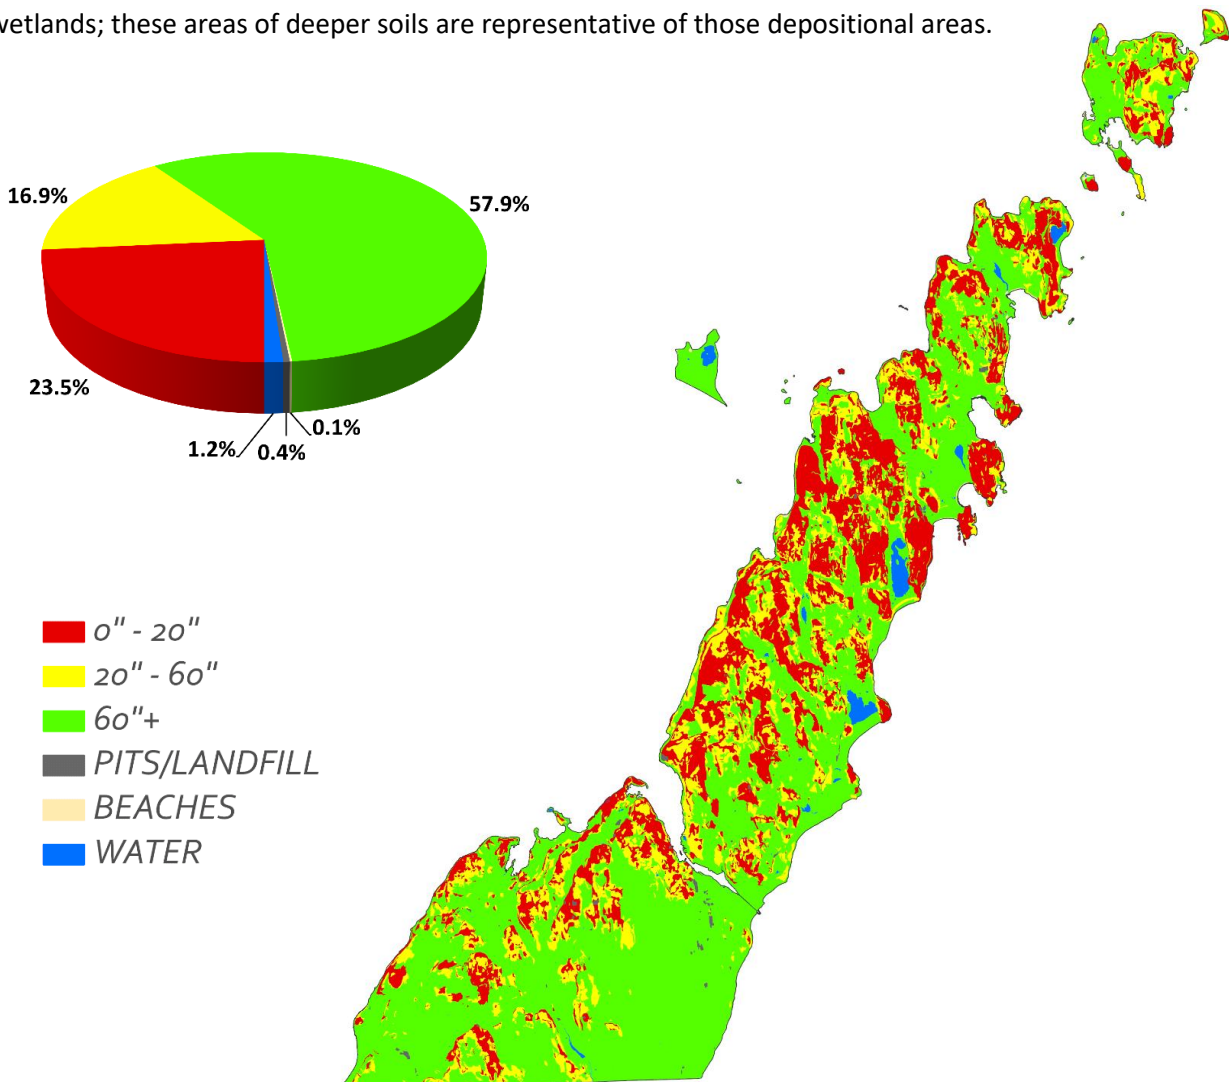 wetlands; these areas of deeper soils are representative of those depositional areas.
16.9%
57.9%
23.5%
1.2%
0.4%
0.1%
0" - 20"
20" - 60"
60"+
PITS/LANDFILL
BEACHES
WATER